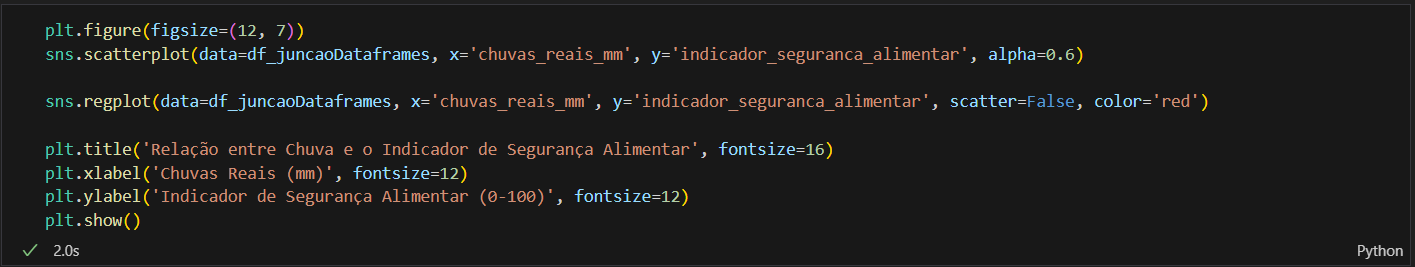 plt.figure(figsize=(12, 7))
sns.scatterplot(data=df_juncaoDataframes, x='chuvas_reais_mm', y='indicador_seguranca_alimentar', alpha=0.6)
sns.regplot(data=df_juncaoDataframes, x='chuvas_reais_mm', y='indicador_seguranca_alimentar', scatter=False, color='red')
plt.title('Relação entre Chuva e o Indicador de Segurança Alimentar', fontsize=16)
plt.xlabel('Chuvas Reais (mm)', fontsize=12)
plt.ylabel('Indicador de Segurança Alimentar (0-100)', fontsize=12)
plt.show()
2.0s Python